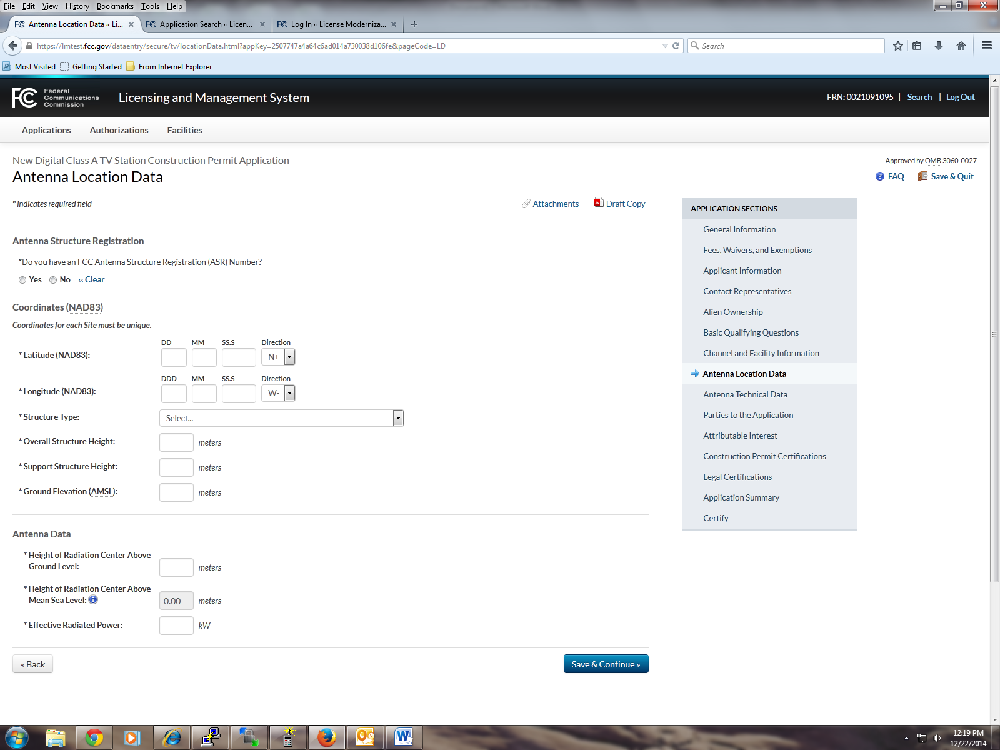 File Edit View History Bookmarks Tools Help
Antenna Location Data « Li... × Application Search « Licen... × Log In « License Moderniza... × +
https://lmtest.fcc.gov/dataentry/secure/tv/locationData.html?appKey=2507747a4a64c6ad014a730038d106fe&pageCode=LD Search
Most Visited Getting Started From Internet Explorer
FC Federal Communications Commission Licensing and Management System FRN: 0021091095 | Search | Log Out
Applications Authorizations Facilities
New Digital Class A TV Station Construction Permit Application Approved by OMB 3060-0027
Antenna Location Data FAQ Save & Quit
* indicates required field Attachments Draft Copy
Antenna Structure Registration
*Do you have an FCC Antenna Structure Registration (ASR) Number?
Yes No ‹‹ Clear
Coordinates (NAD83)
Coordinates for each Site must be unique.
DD MM SS.S Direction
* Latitude (NAD83): N+
DDD MM SS.S Direction
* Longitude (NAD83): W-
* Structure Type: Select...
* Overall Structure Height: meters
* Support Structure Height: meters
* Ground Elevation (AMSL): meters
Antenna Data
* Height of Radiation Center Above
Ground Level: meters
* Height of Radiation Center Above
Mean Sea Level: 0.00 meters
* Effective Radiated Power: kW
« Back Save & Continue »
APPLICATION SECTIONS
General Information
Fees, Waivers, and Exemptions
Applicant Information
Contact Representatives
Alien Ownership
Basic Qualifying Questions
Channel and Facility Information
Antenna Location Data
Antenna Technical Data
Parties to the Application
Attributable Interest
Construction Permit Certifications
Legal Certifications
Application Summary
Certify
12:19 PM
12/22/2014